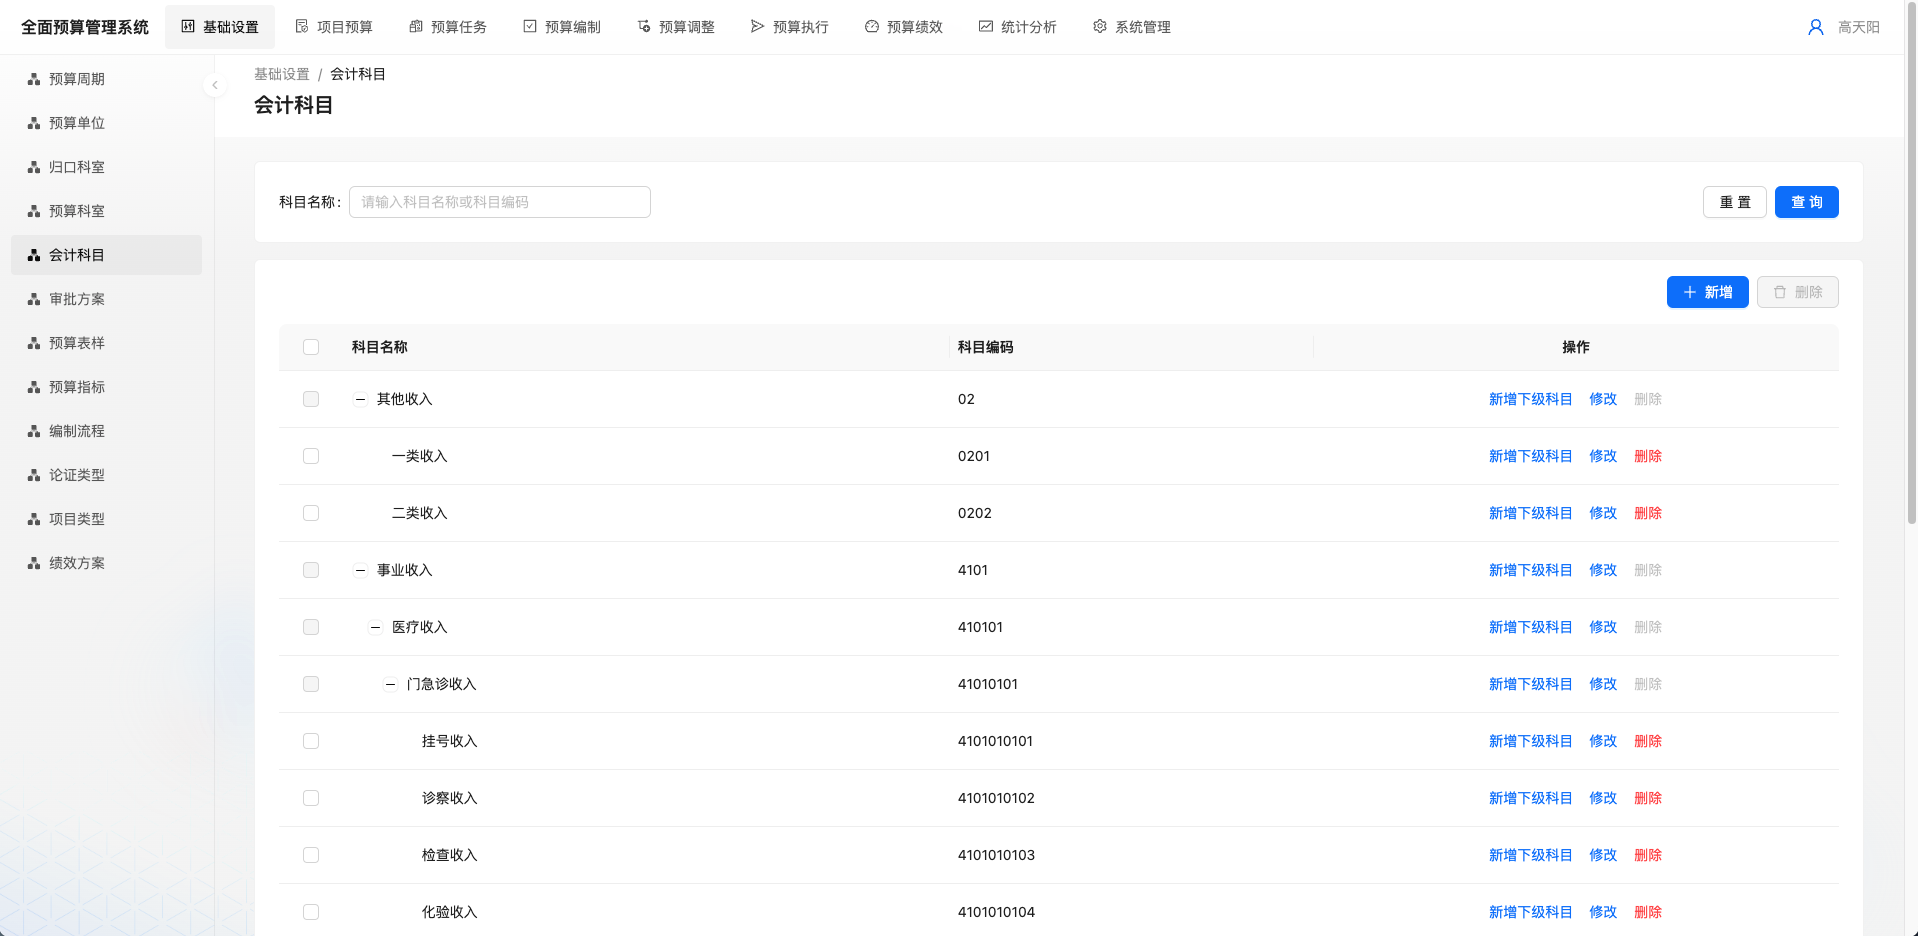 全面预算管理系统 基础设置 项目预算 预算任务 预算编制 预算调整 预算执行 预算绩效 统计分析 系统管理 高天阳
预算周期
预算单位
归口科室
预算科室
会计科目
审批方案
预算表样
预算指标
编制流程
论证类型
项目类型
绩效方案
基础设置 / 会计科目
会计科目
科目名称: 请输入科目名称或科目编码 重 置 查 询
新增 删除
科目名称 科目编码 操作
其他收入 02 新增下级科目 修改 删除
一类收入 0201 新增下级科目 修改 删除
二类收入 0202 新增下级科目 修改 删除
事业收入 4101 新增下级科目 修改 删除
医疗收入 410101 新增下级科目 修改 删除
门急诊收入 41010101 新增下级科目 修改 删除
挂号收入 4101010101 新增下级科目 修改 删除
诊察收入 4101010102 新增下级科目 修改 删除
检查收入 4101010103 新增下级科目 修改 删除
化验收入 4101010104 新增下级科目 修改 删除